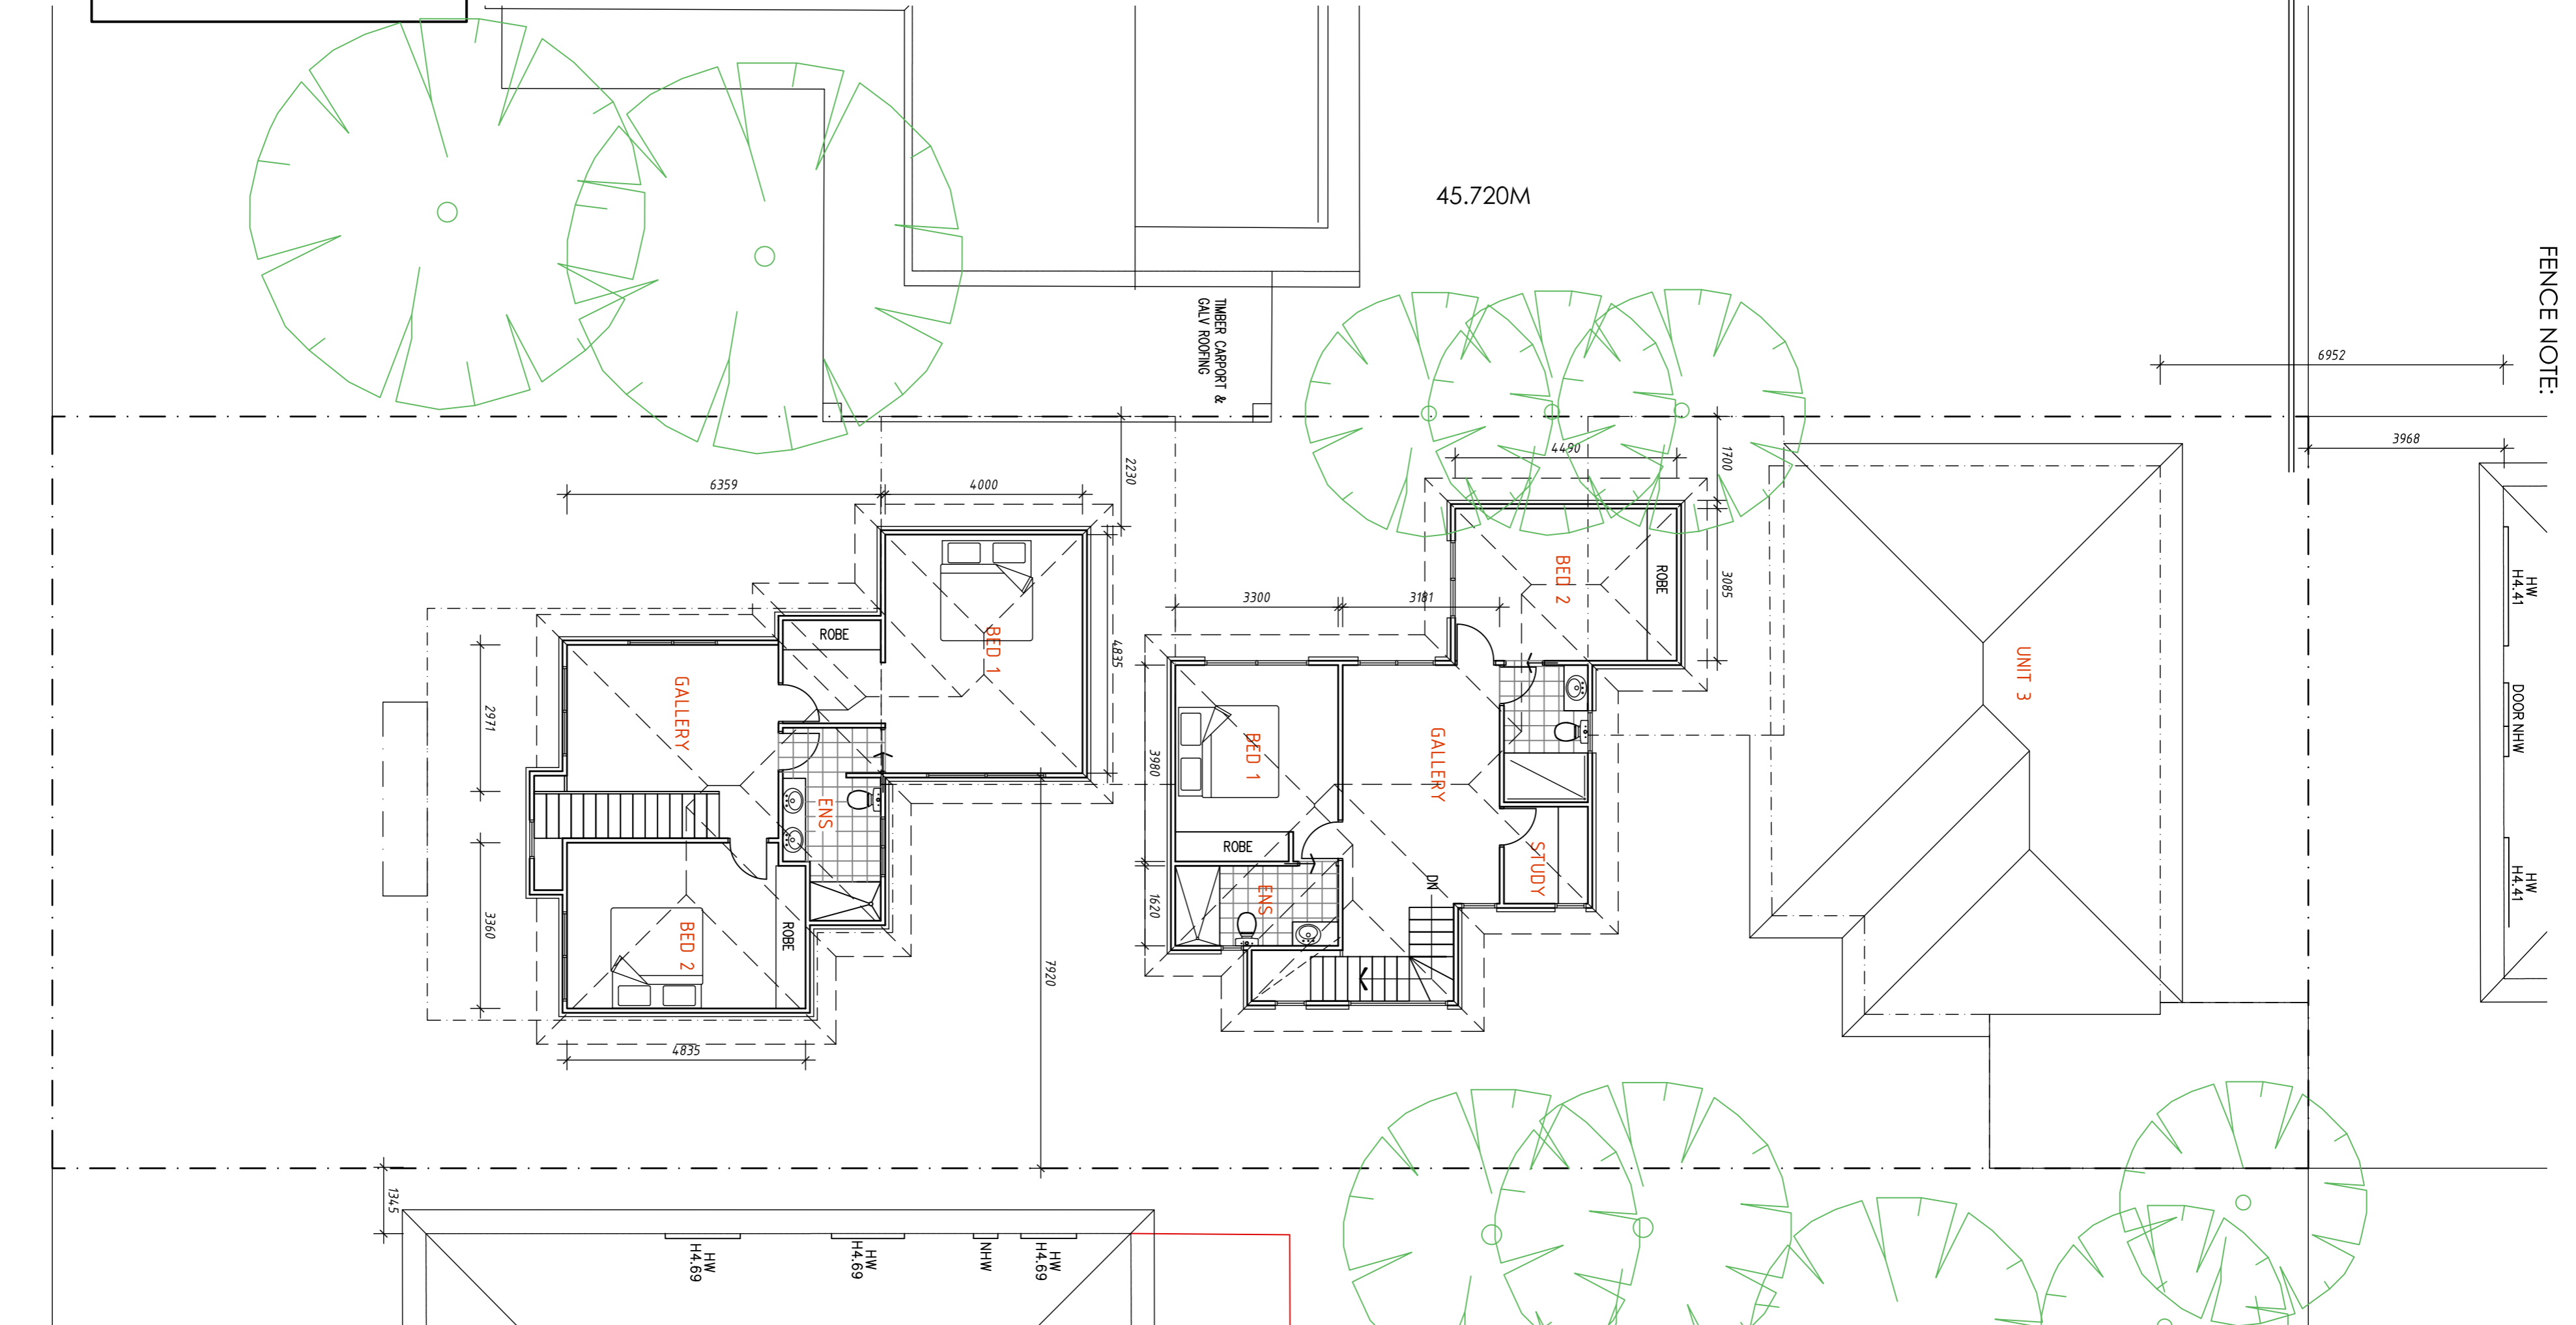 45.720M
FENCE NOTE:
TIMBER CARPORT &
GALV ROOFING
6952
3968
4490
1700
2230
6359
4000
3085
3300
3181
BED 2
ROBE
ROBE
BED 1
4835
HW
H4.41
UNIT 3
GALLERY
2971
DOOR NHW
BED 1
GALLERY
3980
ENS
ROBE
STUDY
HW
H4.41
DN
ENS
1620
3360
BED 2
ROBE
7920
4835
1345
HW
H4.69
HW
H4.69
NHW
HW
H4.69